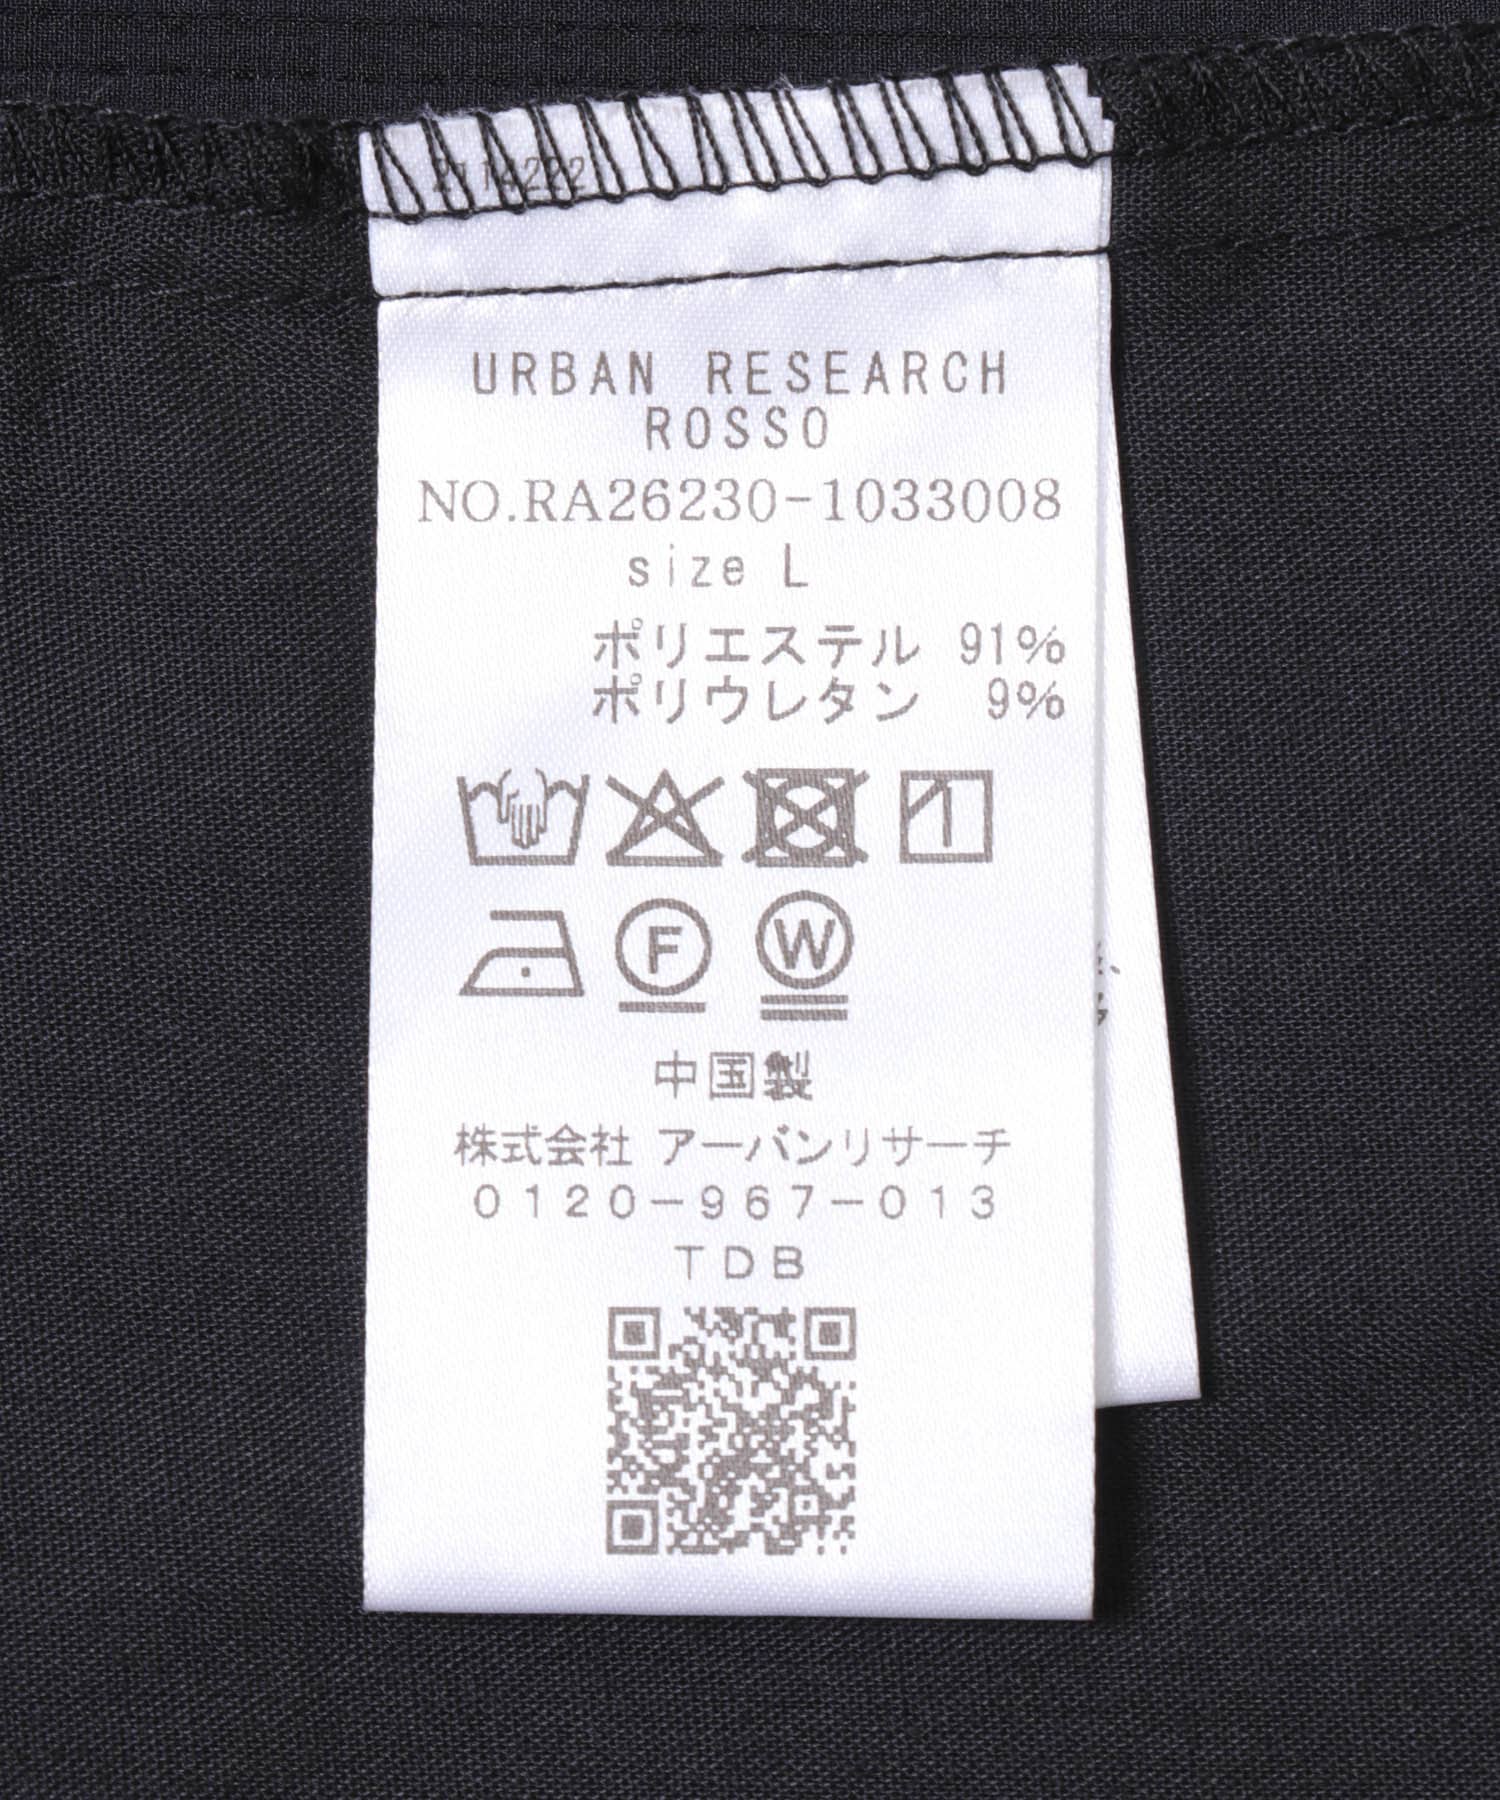 2114222
URBAN RESEARCH
ROSSO
NO.RA26230-1033008
size L
ポリエステル 91%
ポリウレタン 9%
F W
中国製
株式会社 アーバンリサーチ
0120-967-013
TDB